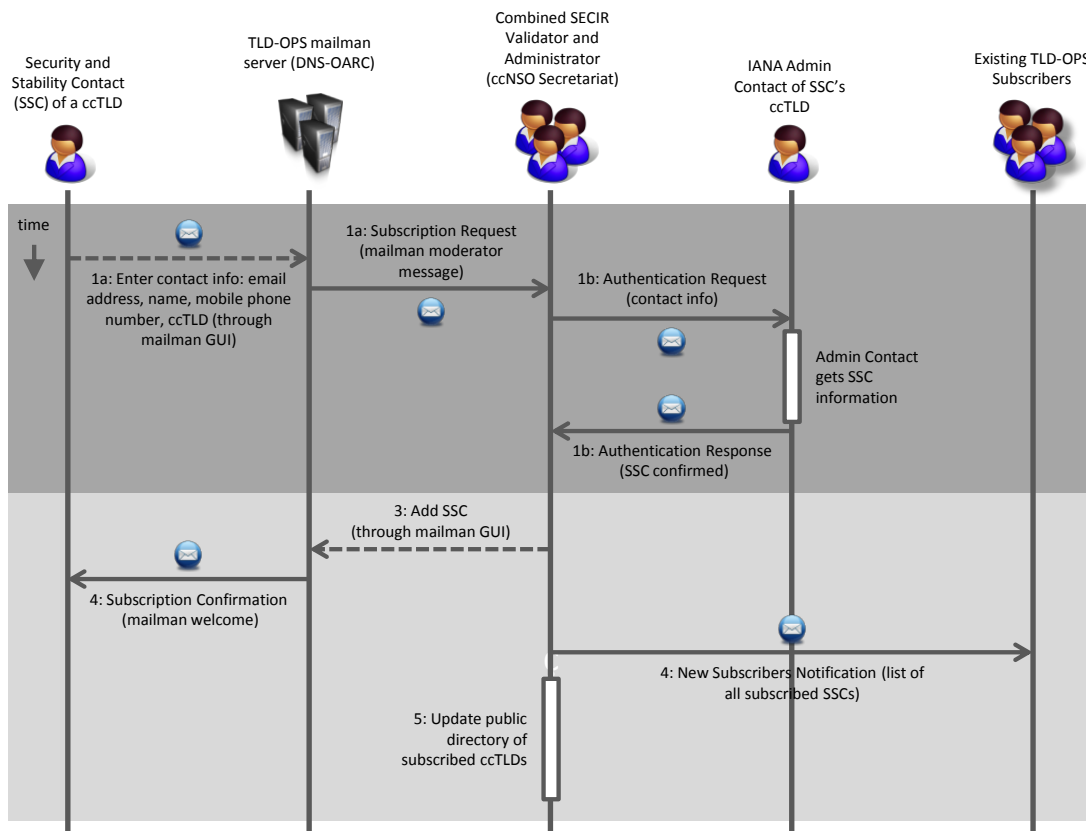 Security and
Stability Contact
(SSC) of a ccTLD
TLD-OPS mailman
server (DNS-OARC)
Combined SECIR
Validator and
Administrator
(ccNSO Secretariat)
IANA Admin
Contact of SSC's
ccTLD
Existing TLD-OPS
Subscribers
time
1a: Enter contact info: email
address, name, mobile phone
number, ccTLD (through
mailman GUI)
1a: Subscription Request
(mailman moderator
message)
1b: Authentication Request
(contact info)
Admin Contact
gets SSC
information
1b: Authentication Response
(SSC confirmed)
3: Add SSC
(through mailman GUI)
4: Subscription Confirmation
(mailman welcome)
4: New Subscribers Notification (list of
all subscribed SSCs)
5: Update public
directory of
subscribed ccTLDs